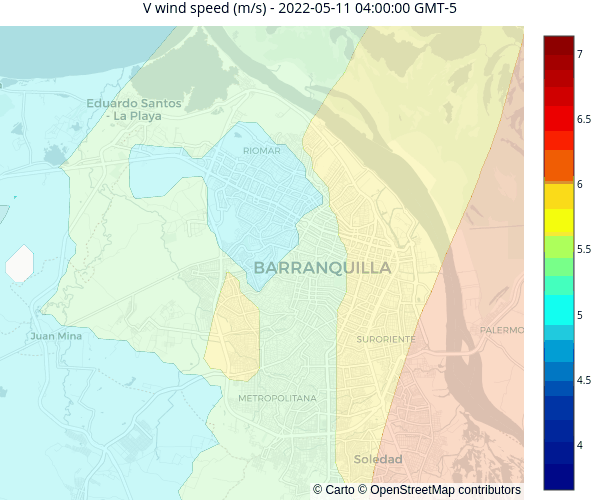 V wind speed (m/s) - 2022-05-11 04:00:00 GMT-5
7
6.5
6
5.5
5
4.5
4
Eduardo Santos
- La Playa
RIOMAR
BARRANQUILLA
Juan Mina
SURORIENTE
PALERMO
METROPOLITANA
Soledad
© Carto © OpenStreetMap contributors